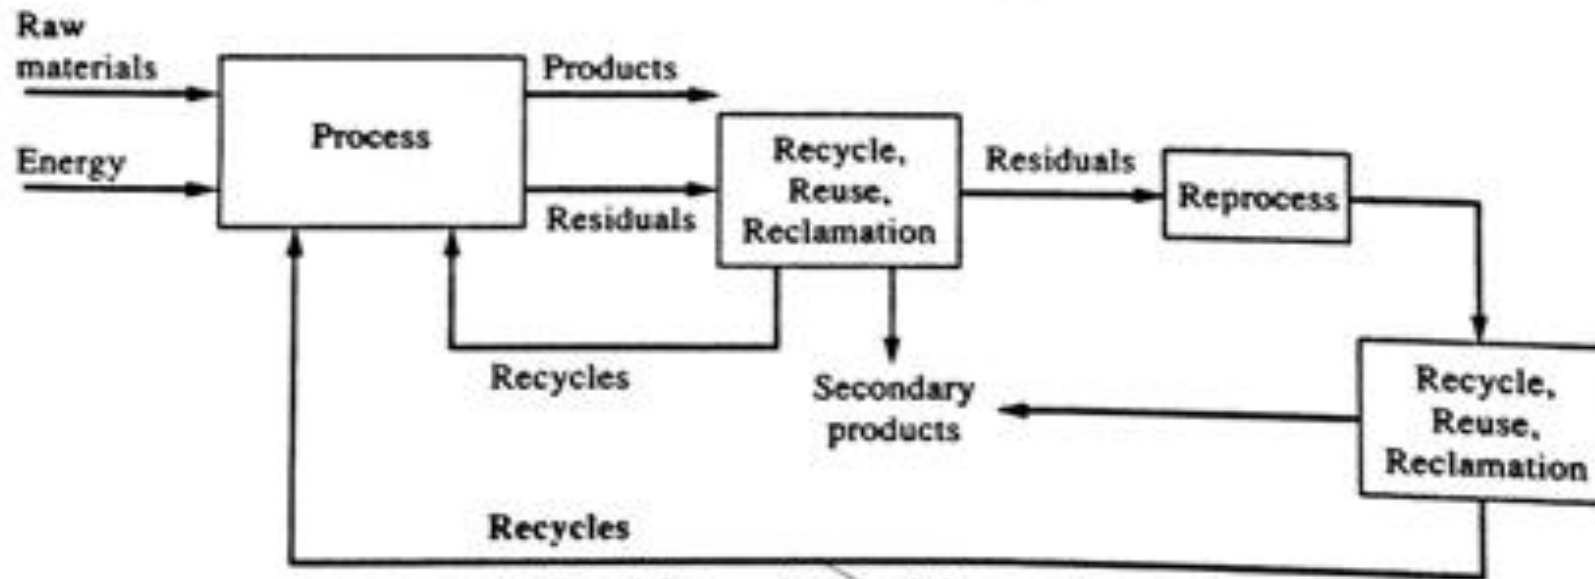 Raw
materials
Energy
Process
Products
Residuals
Recycle,
Reuse,
Reclamation
Residuals
Reprocess
Recycles
Secondary
products
Recycle,
Reuse,
Reclamation
Recycles